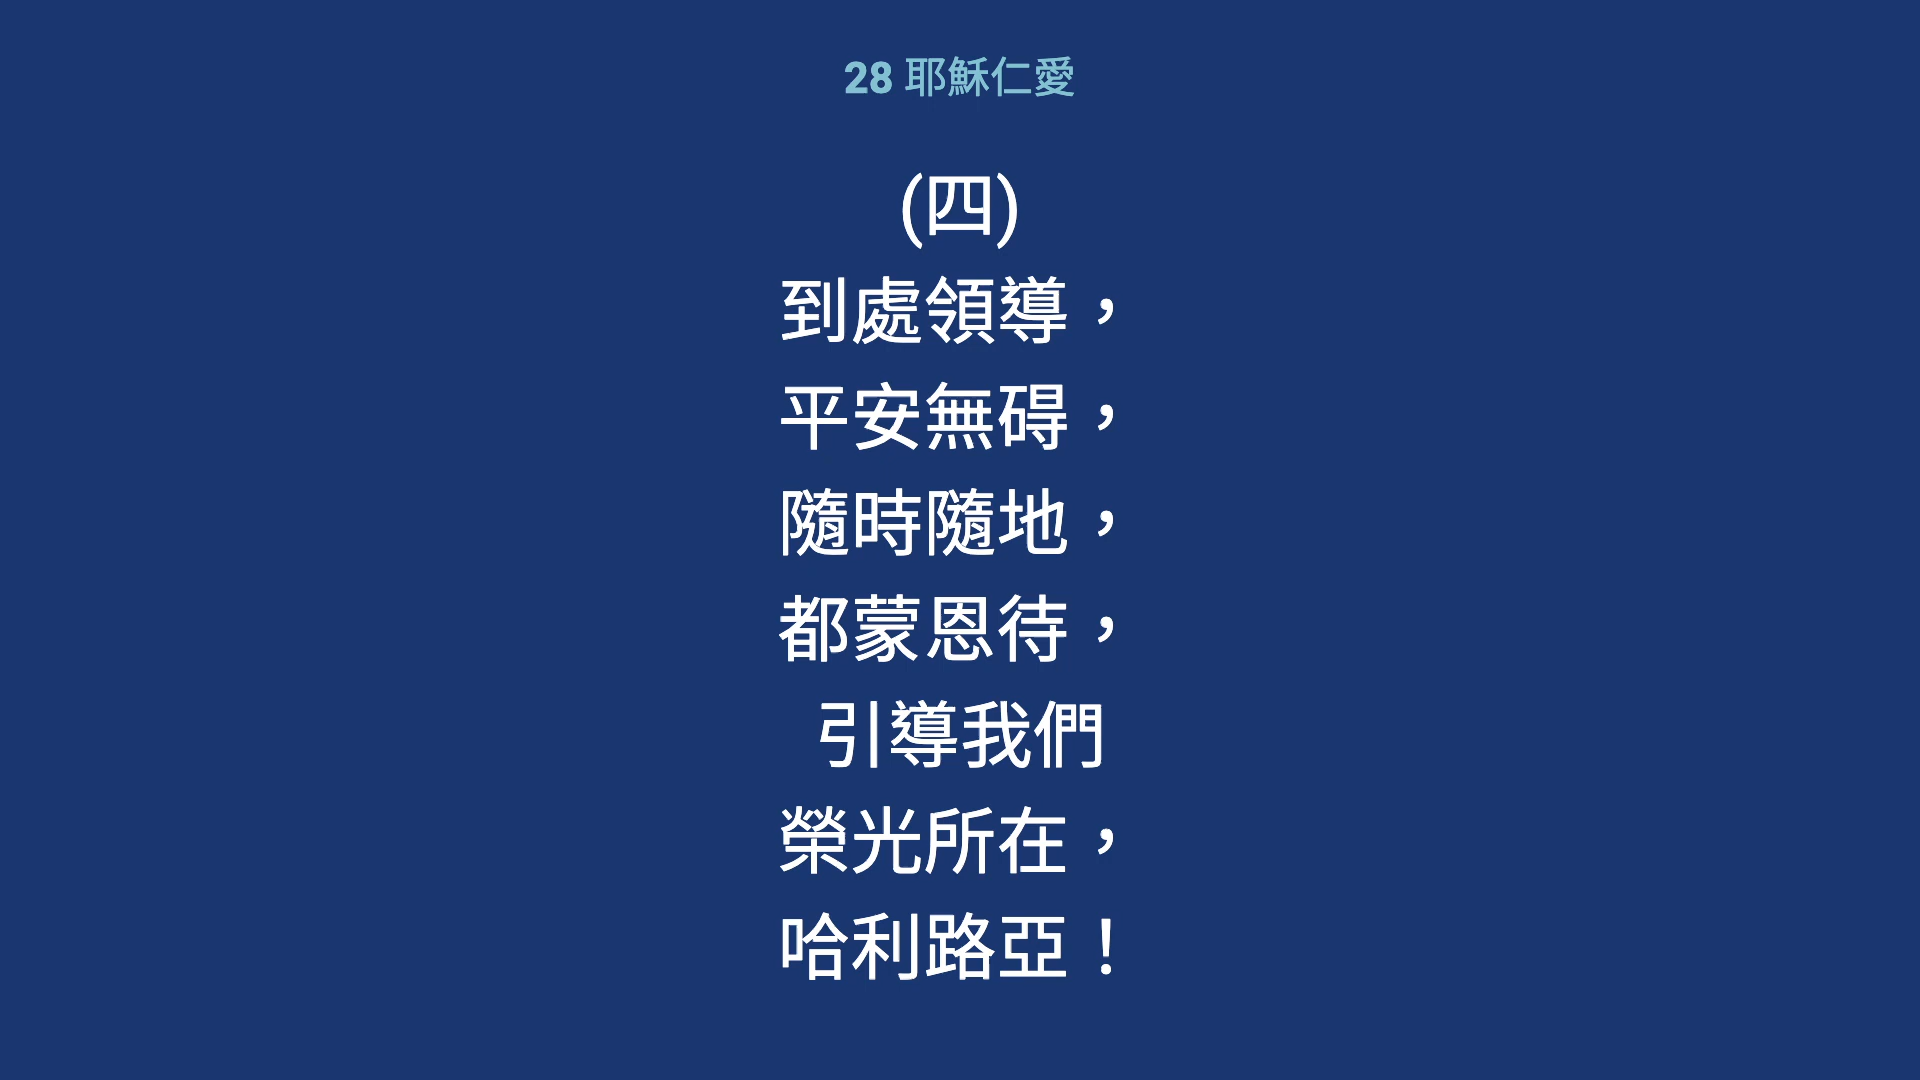 28 耶穌仁愛
(四)
到處領導，
平安無碍，
隨時隨地，
都蒙恩待，
引導我們
榮光所在，
哈利路亞！